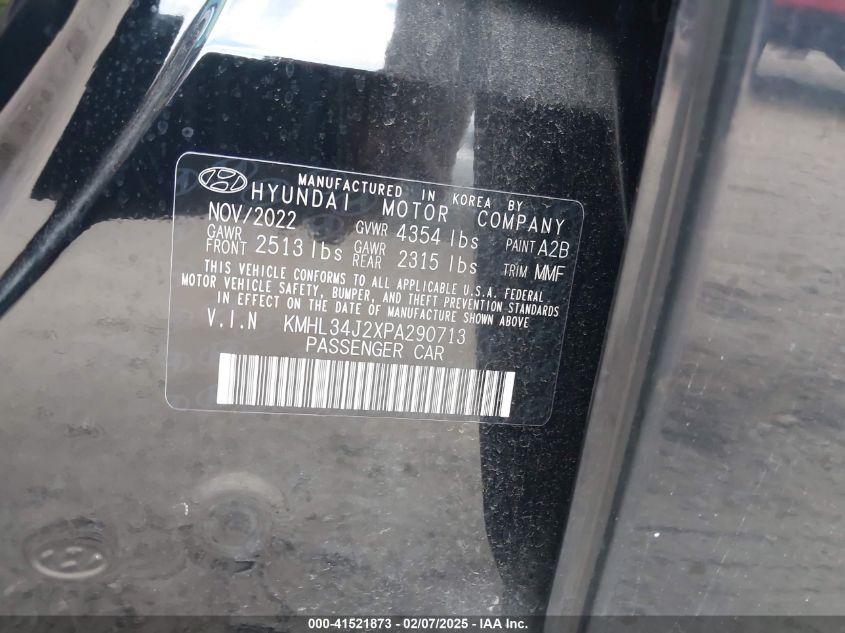 MANUFACTURED IN KOREA BY
HYUNDAI MOTOR COMPANY
NOV/2022 GVWR 4354 lbs PAINT A2B
GAWR FRONT 2513 lbs GAWR REAR 2315 lbs TRIM MMF
THIS VEHICLE CONFORMS TO ALL APPLICABLE U.S.A. FEDERAL
MOTOR VEHICLE SAFETY, BUMPER, AND THEFT PREVENTION STANDARDS
IN EFFECT ON THE DATE OF MANUFACTURE SHOWN ABOVE
V.I.N KMHL34J2XPA290713
PASSENGER CAR
000-41521873 - 02/07/2025 - IAAI.COM.